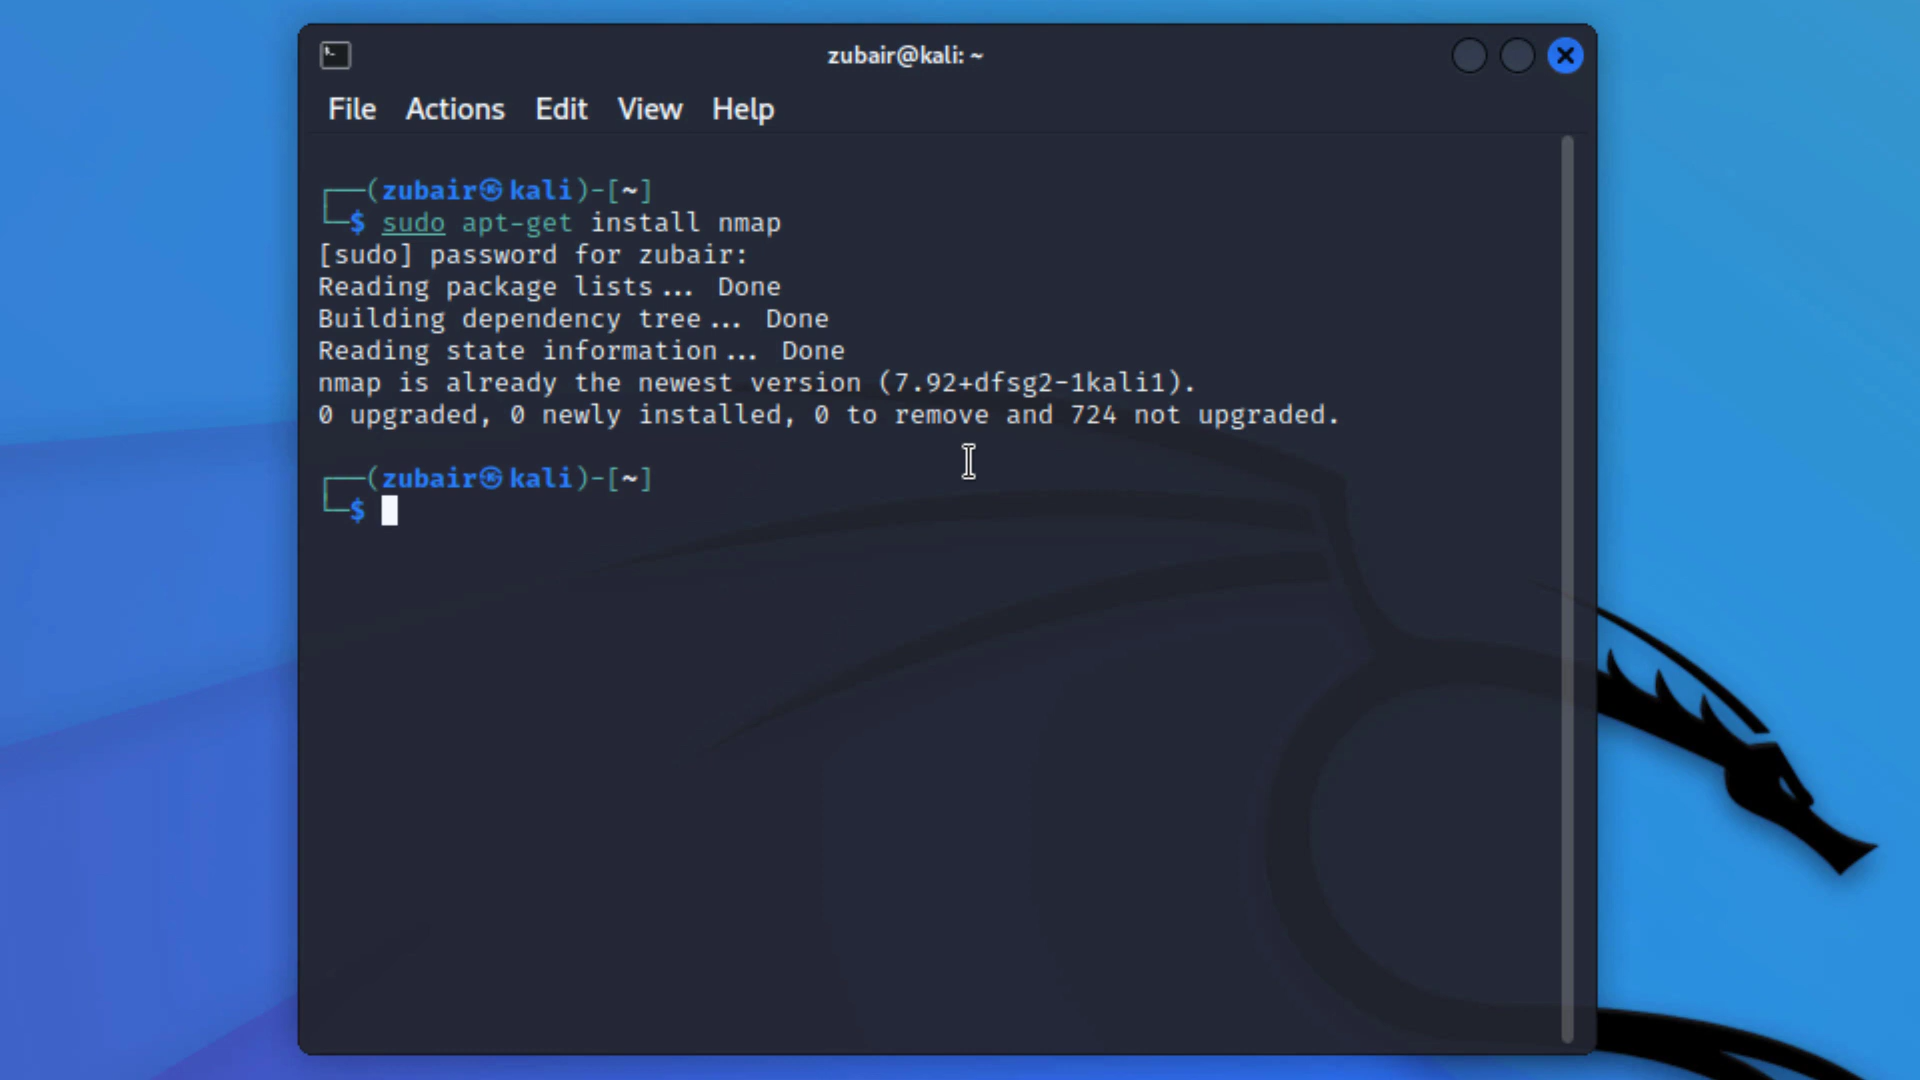 zubair@kali: ~
File Actions Edit View Help
┌──(zubair㉿kali)-[~]
└─$ sudo apt-get install nmap
[sudo] password for zubair:
Reading package lists... Done
Building dependency tree... Done
Reading state information... Done
nmap is already the newest version (7.92+dfsg2-1kali1).
0 upgraded, 0 newly installed, 0 to remove and 724 not upgraded.
┌──(zubair㉿kali)-[~]
└─$